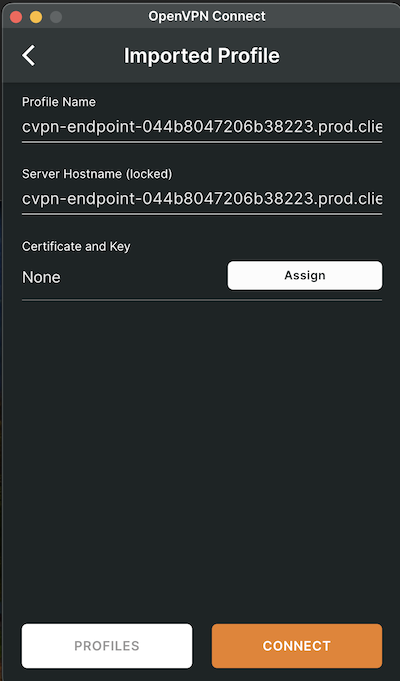 OpenVPN Connect
Imported Profile
Profile Name
cvpn-endpoint-044b8047206b38223.prod.clie
Server Hostname (locked)
cvpn-endpoint-044b8047206b38223.prod.clie
Certificate and Key
None
Assign
PROFILES
CONNECT